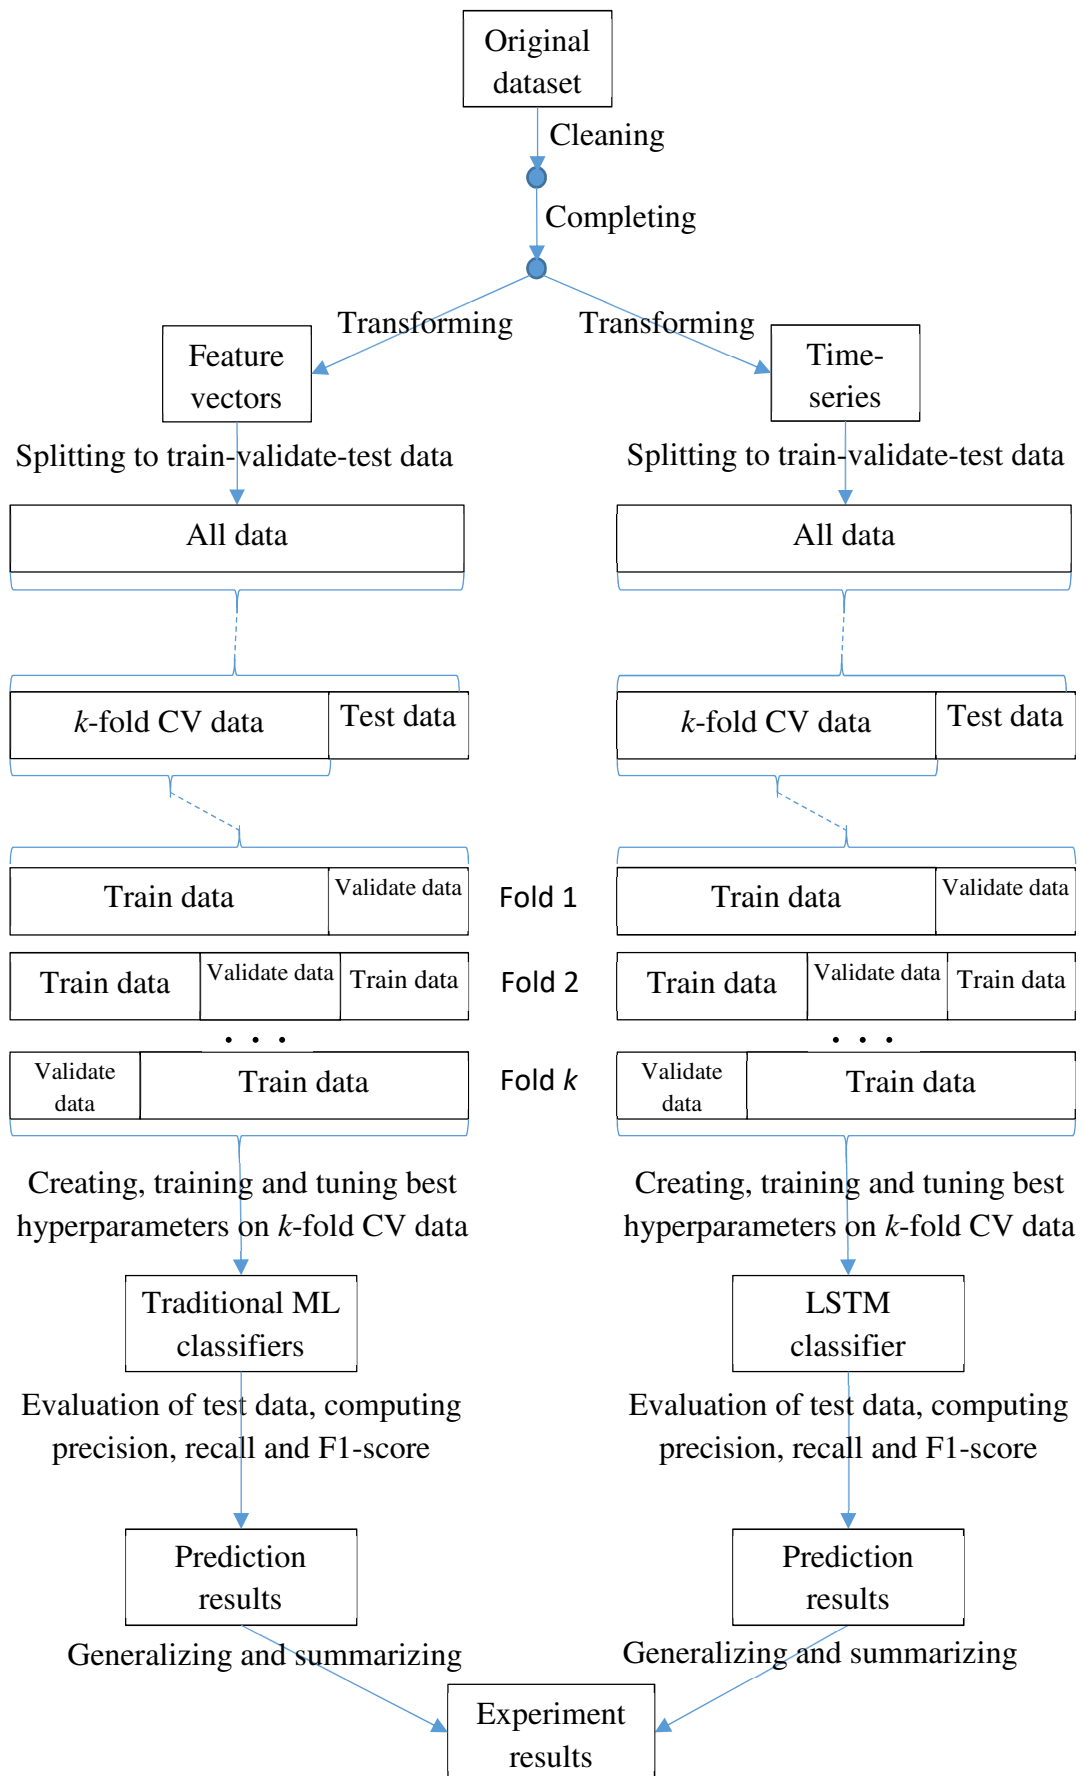 Original
dataset
Cleaning
Completing
Transforming
Transforming
Feature
vectors
Time-
series
Splitting to train-validate-test data
Splitting to train-validate-test data
All data
All data
k-fold CV data
Test data
k-fold CV data
Test data
Train data
Validate data
Fold 1
Train data
Validate data
Train data
Validate data
Train data
Fold 2
Train data
Validate data
Train data
. . .
. . .
Validate
data
Train data
Fold k
Validate
data
Train data
Creating, training and tuning best
hyperparameters on k-fold CV data
Creating, training and tuning best
hyperparameters on k-fold CV data
Traditional ML
classifiers
LSTM
classifier
Evaluation of test data, computing
precision, recall and F1-score
Evaluation of test data, computing
precision, recall and F1-score
Prediction
results
Prediction
results
Generalizing and summarizing
Generalizing and summarizing
Experiment
results